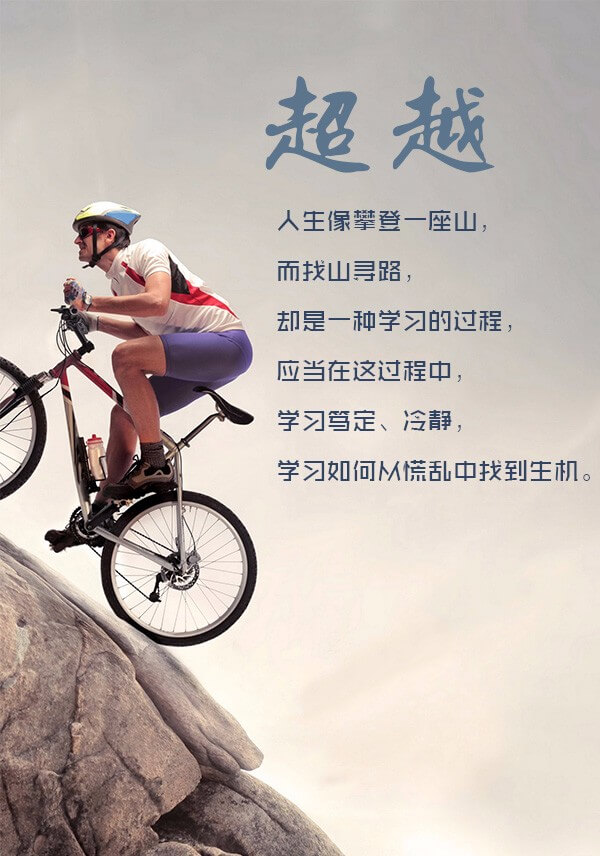 超越
人生像攀登一座山，
而找山寻路，
却是一种学习的过程，
应当在这过程中，
学习笃定、冷静，
学习如何从慌乱中找到生机。